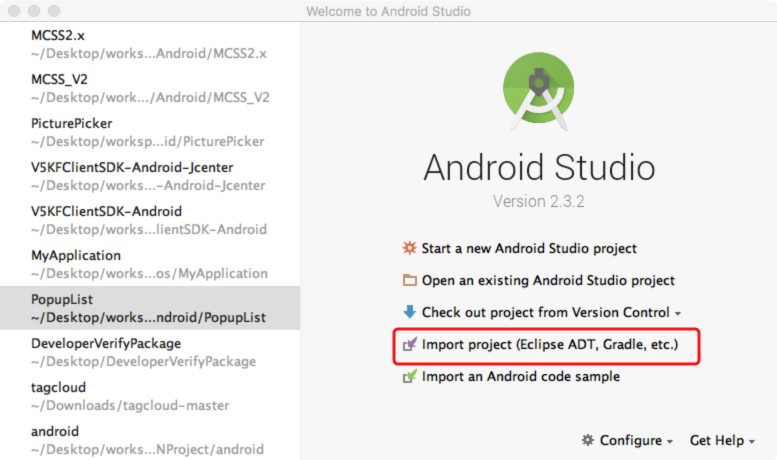 Welcome to Android Studio
MCSS2.x
~/Desktop/works...Android/MCSS2.x
MCSS_V2
~/Desktop/work.../Android/MCSS_V2
PicturePicker
~/Desktop/worksp...id/PicturePicker
V5KFClientSDK-Android-Jcenter
~/Desktop/works...-Android-Jcenter
V5KFClientSDK-Android
~/Desktop/works...lientSDK-Android
MyApplication
~/Desktop/works...os/MyApplication
PopupList
~/Desktop/works...ndroid/PopupList
DeveloperVerifyPackage
~/Desktop/DeveloperVerifyPackage
tagcloud
~/Downloads/tagcloud-master
android
~/Desktop/works...NProject/android
Android Studio
Version 2.3.2
Start a new Android Studio project
Open an existing Android Studio project
Check out project from Version Control
Import project (Eclipse ADT, Gradle, etc.)
Import an Android code sample
Configure
Get Help